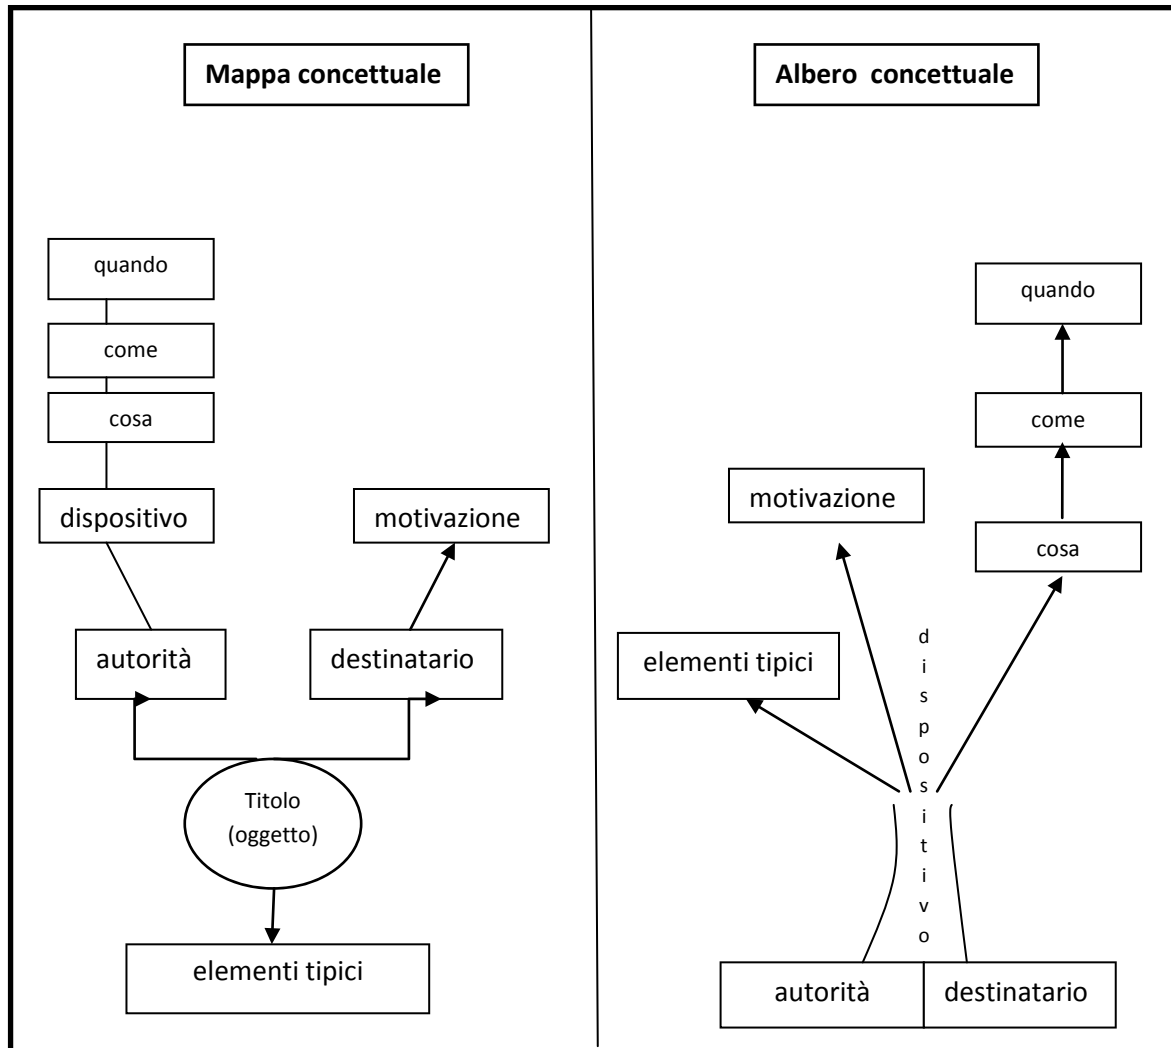 Mappa concettuale
quando
come
cosa
dispositivo
motivazione
autorità
destinatario
Titolo
(oggetto)
elementi tipici
Albero concettuale
quando
come
motivazione
cosa
elementi tipici
dispositivo
autorità
destinatario